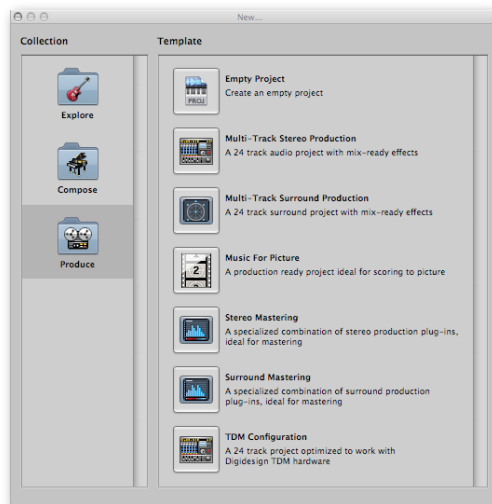 New...
Collection
Template
Explore
Compose
Produce
PROJ
Empty Project
Create an empty project
Multi-Track Stereo Production
A 24 track audio project with mix-ready effects
Multi-Track Surround Production
A 24 track surround project with mix-ready effects
2
Music For Picture
A production ready project ideal for scoring to picture
Stereo Mastering
A specialized combination of stereo production plug-ins,
ideal for mastering
Surround Mastering
A specialized combination of surround production
plug-ins, ideal for mastering
TDM Configuration
A 24 track project optimized to work with
Digidesign TDM hardware